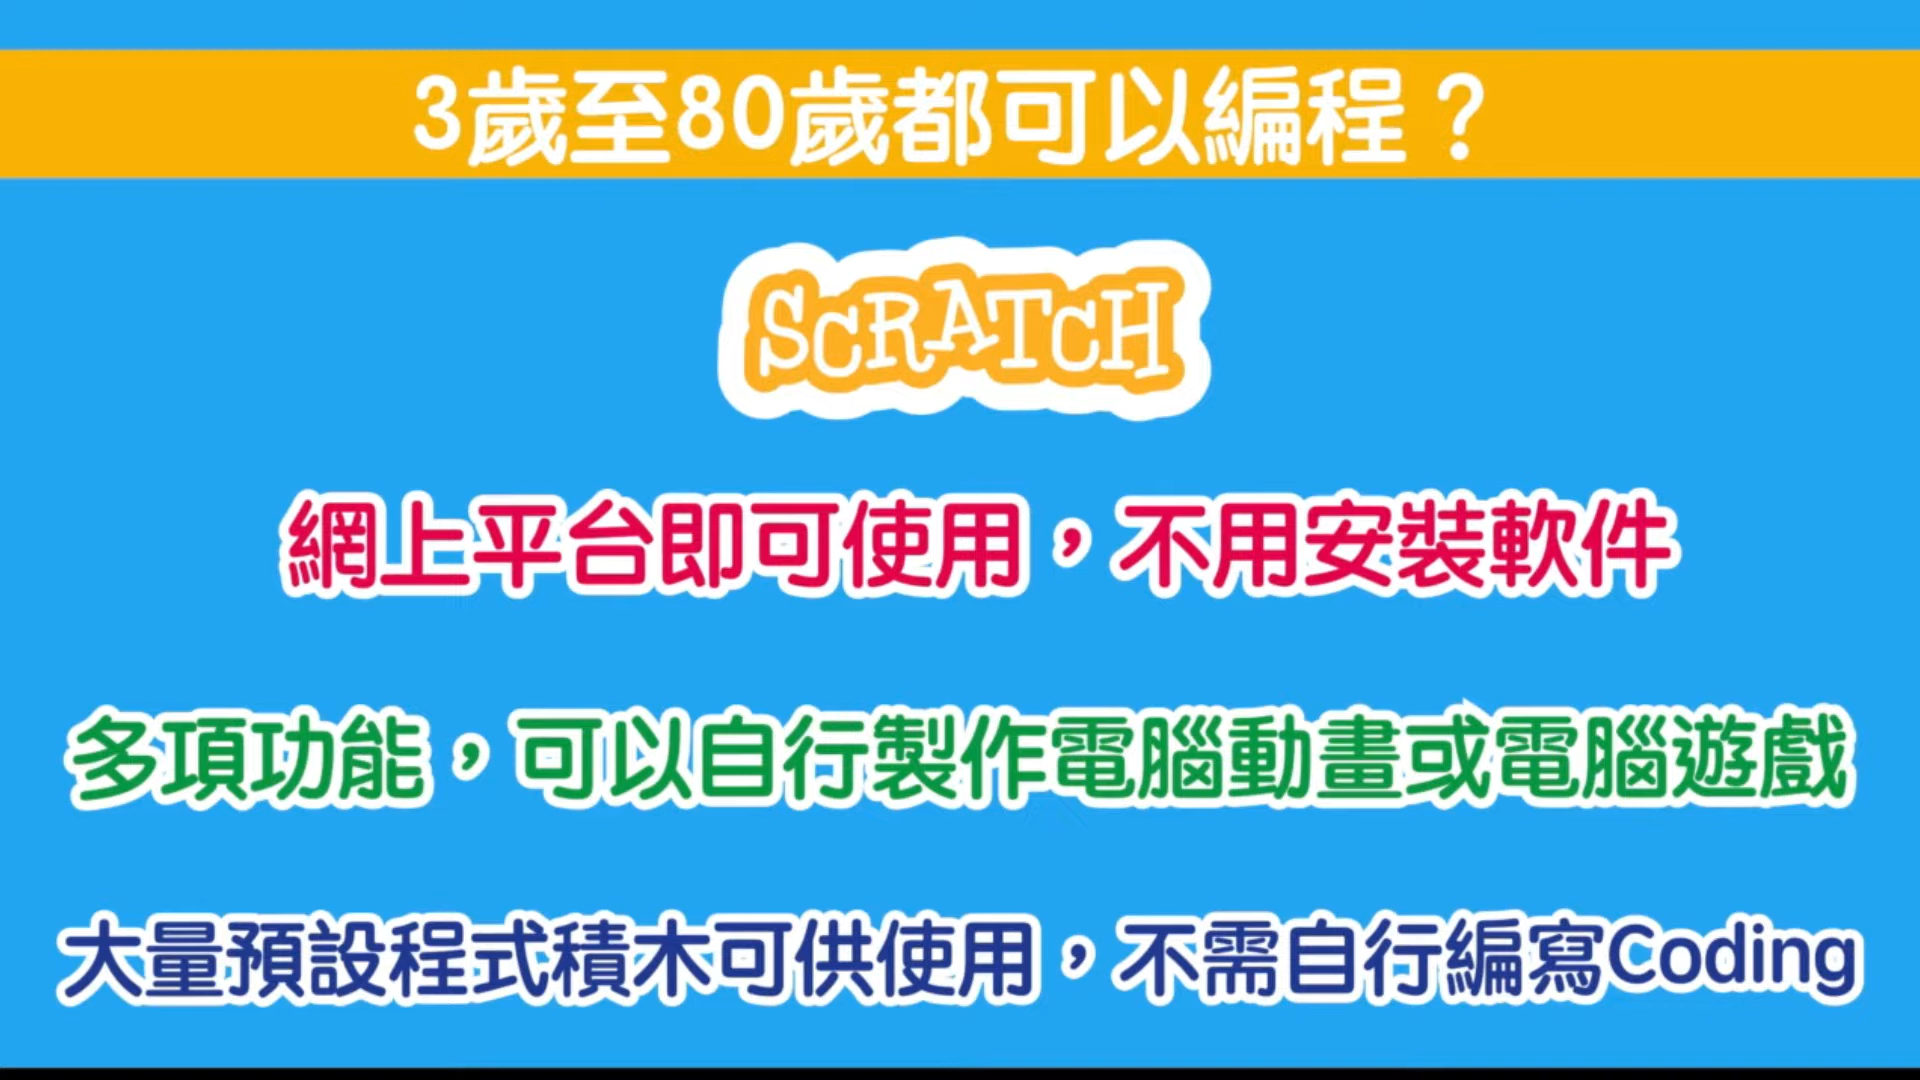 3歲至80歲都可以編程？
SCRATCH
網上平台即可使用，不用安裝軟件
多項功能，可以自行製作電腦動畫或電腦遊戲
大量預設程式積木可供使用，不需自行編寫Coding